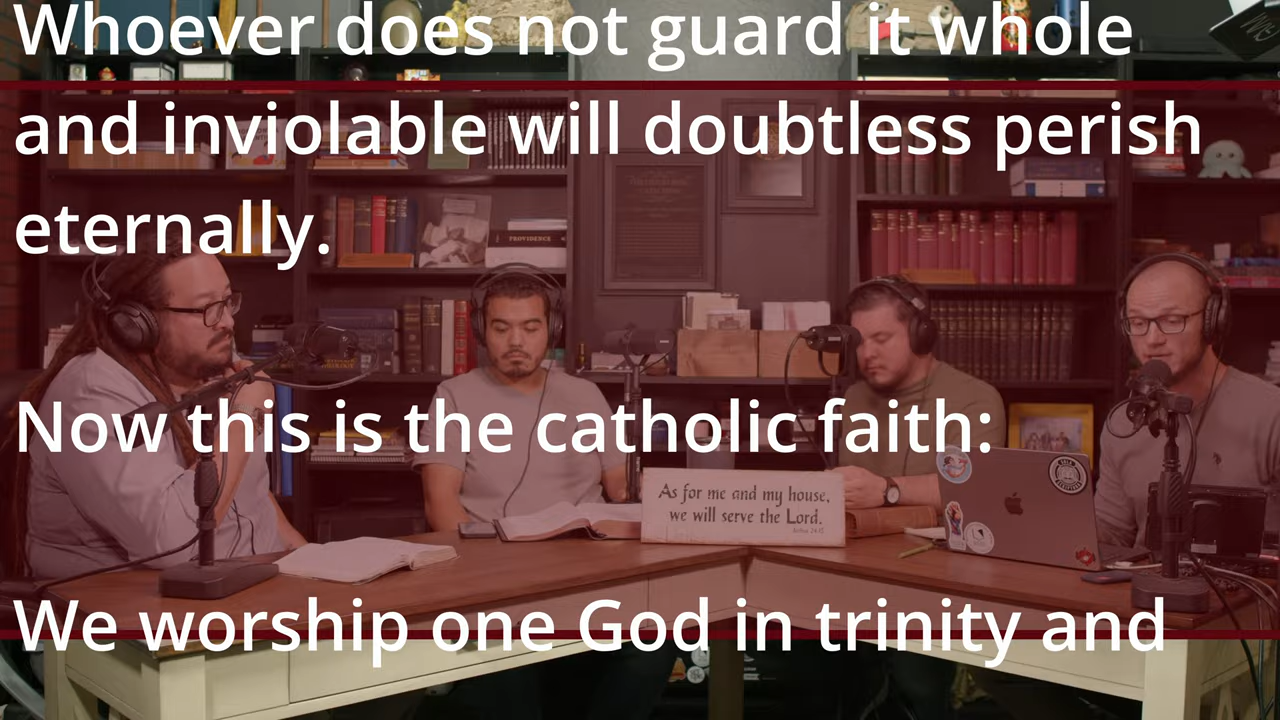 Whoever does not guard it whole
and inviolable will doubtless perish
eternally.
PROVIDENCE
Now this is the catholic faith:
As for me and my house,
we will serve the Lord.
We worship one God in trinity and